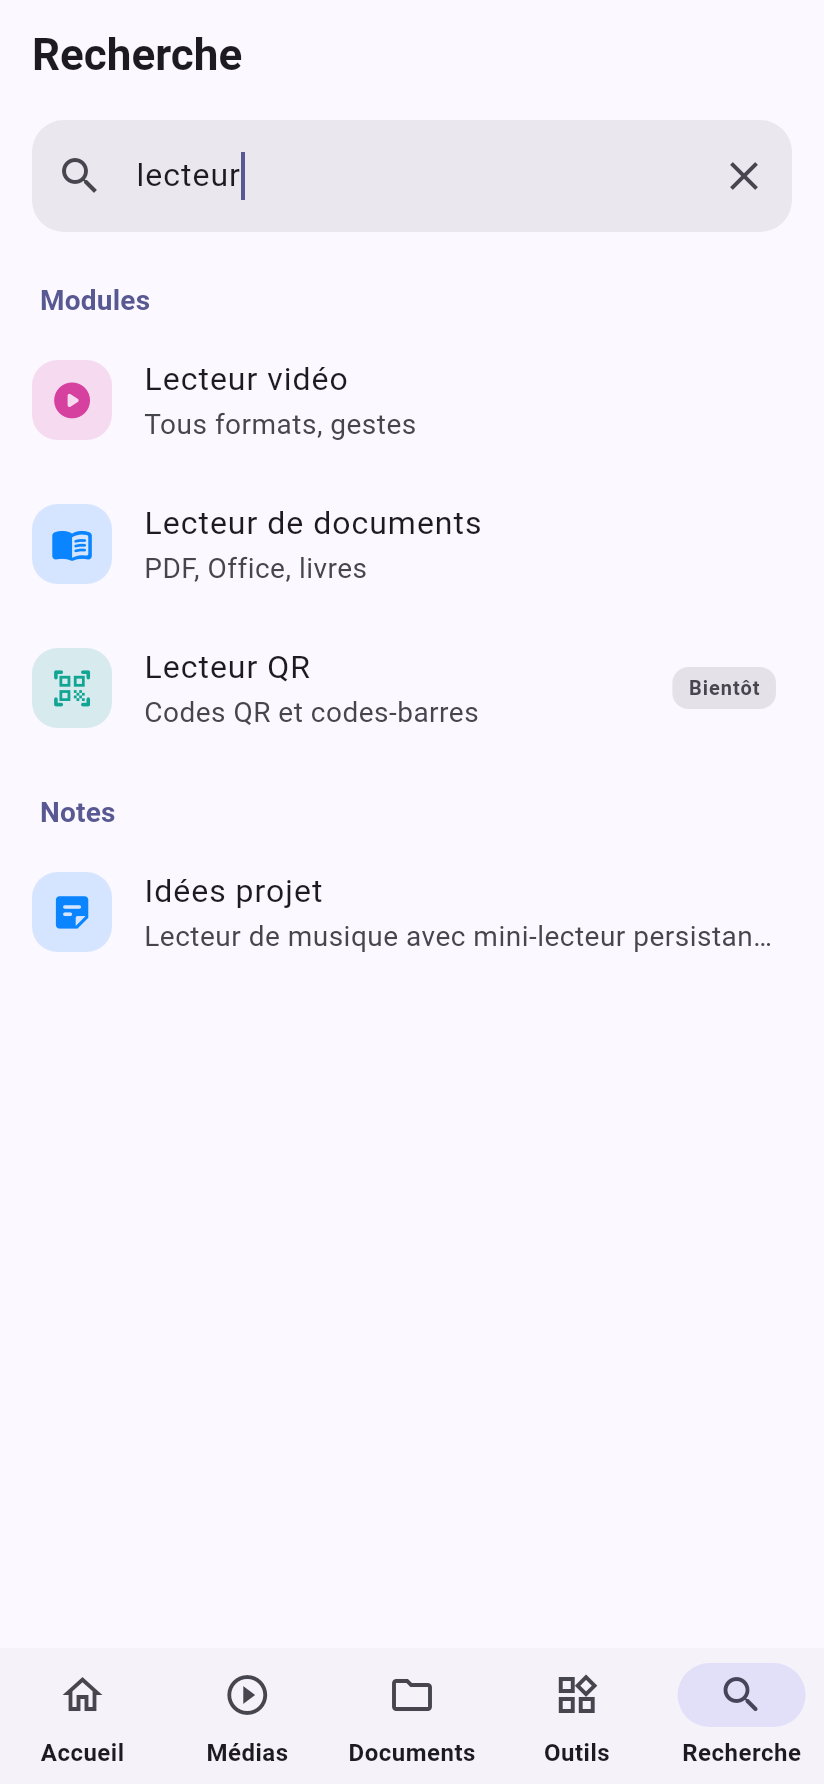 Recherche
lecteur
Modules
Lecteur vidéo
Tous formats, gestes
Lecteur de documents
PDF, Office, livres
Lecteur QR
Codes QR et codes-barres
Bientôt
Notes
Idées projet
Lecteur de musique avec mini-lecteur persistan…
Accueil
Médias
Documents
Outils
Recherche